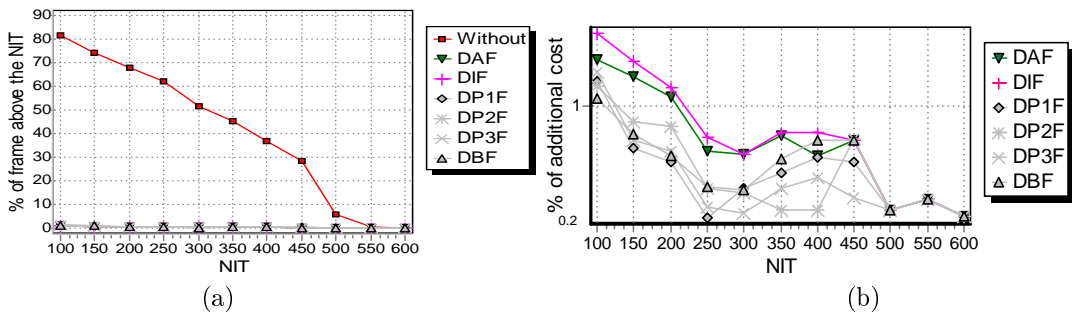 % of frame above the NIT
90
80
70
60
50
40
30
20
10
0
100 150 200 250 300 350 400 450 500 550 600
NIT
Without
DAF
DIF
DP1F
DP2F
DP3F
DBF
(a)
% of additional cost
1
0.2
100 150 200 250 300 350 400 450 500 550 600
NIT
DAF
DIF
DP1F
DP2F
DP3F
DBF
(b)